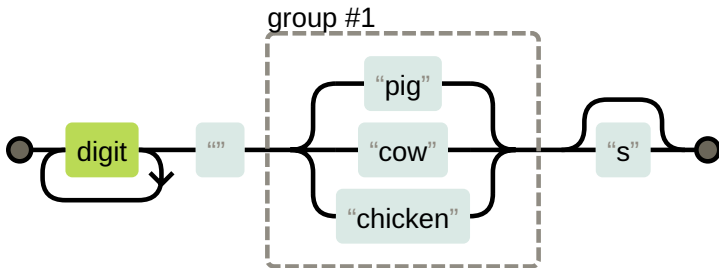 group #1
“pig”
digit
“ ”
“cow”
“s”
“chicken”